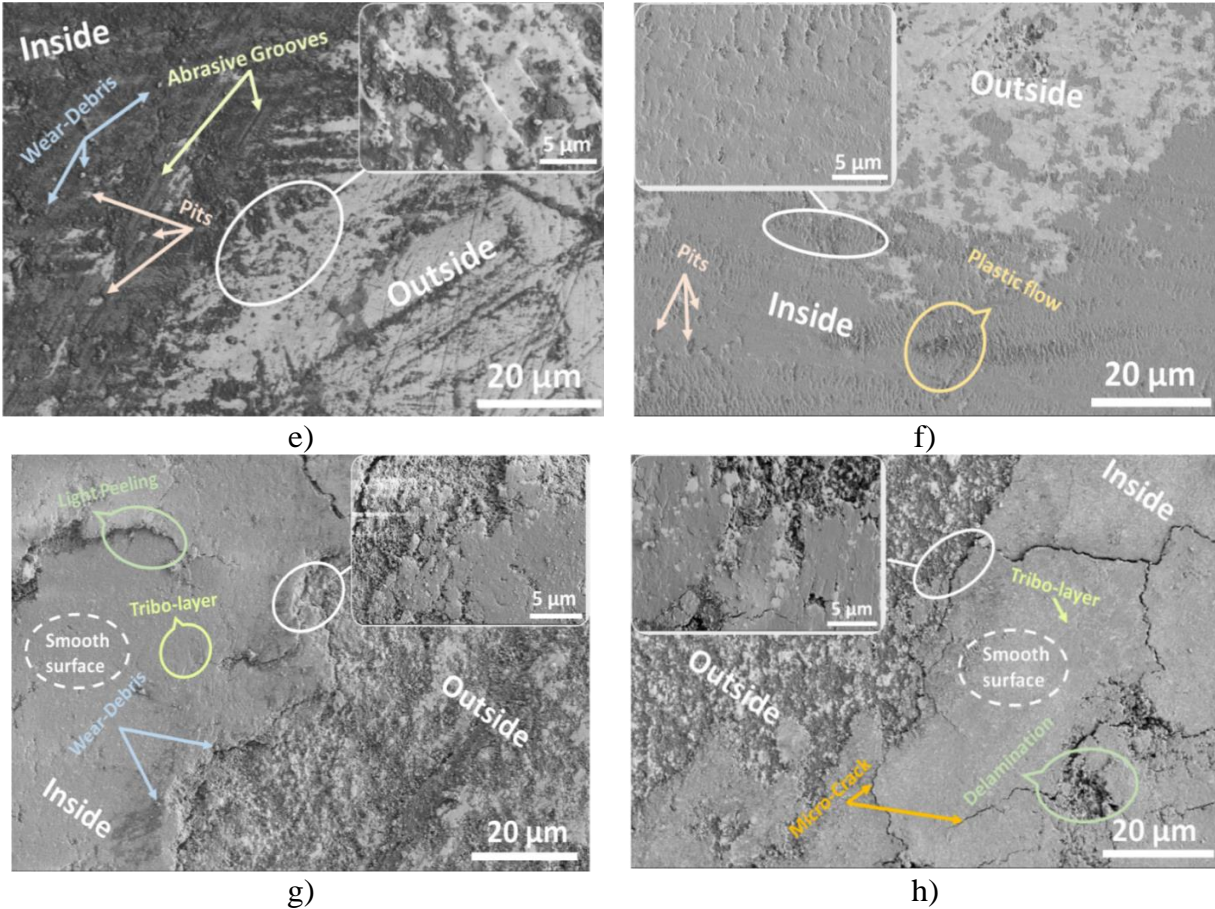 Inside
Abrasive Grooves
Wear-Debris
Pits
Outside
5 µm
20 µm
e)
5 µm
Outside
Pits
Inside
Plastic flow
20 µm
f)
Light Peeling
Tribo-layer
Smooth
surface
Wear-Debris
Inside
Outside
5 µm
20 µm
g)
5 µm
Inside
Tribo-layer
Smooth
surface
Outside
Delamination
Micro-Crack
20 µm
h)